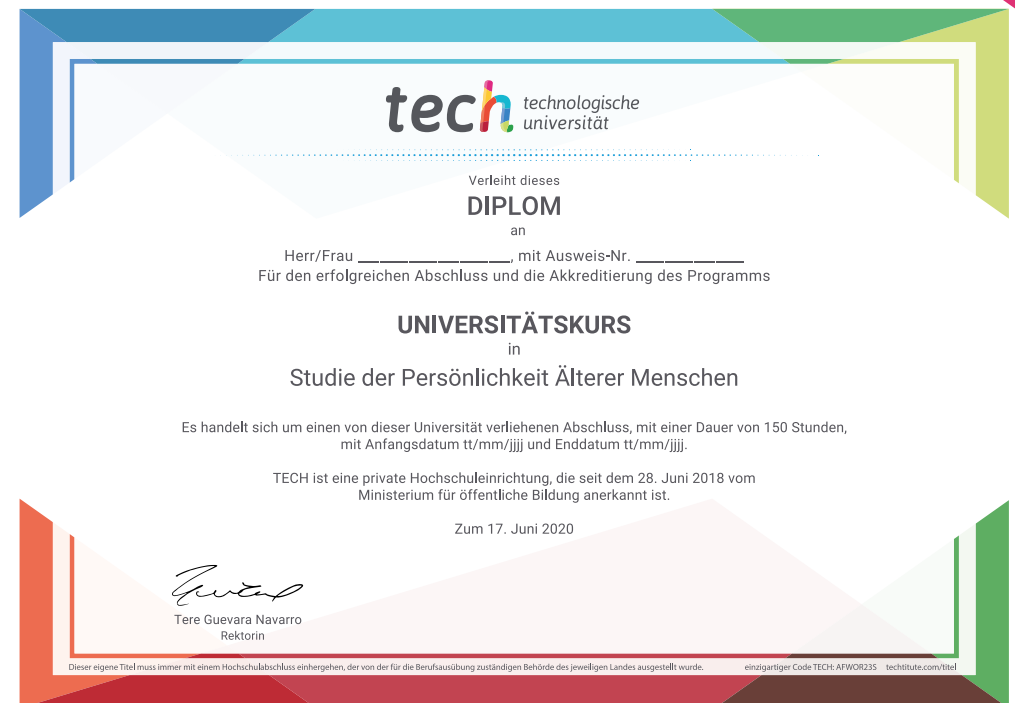 tech technologische
universität
Verleiht dieses
DIPLOM
an
Herr/Frau ____________________, mit Ausweis-Nr. ______________
Für den erfolgreichen Abschluss und die Akkreditierung des Programms
UNIVERSITÄTSKURS
in
Studie der Persönlichkeit Älterer Menschen
Es handelt sich um einen von dieser Universität verliehenen Abschluss, mit einer Dauer von 150 Stunden,
mit Anfangsdatum tt/mm/jjjj und Enddatum tt/mm/jjjj.
TECH ist eine private Hochschuleinrichtung, die seit dem 28. Juni 2018 vom
Ministerium für öffentliche Bildung anerkannt ist.
Zum 17. Juni 2020
Tere Guevara Navarro
Rektorin
Dieser eigene Titel muss immer mit einem Hochschulabschluss einhergehen, der von der für die Berufsausübung zuständigen Behörde des jeweiligen Landes ausgestellt wurde. einzigartiger Code TECH: AFWOR23S techtitute.com/titel